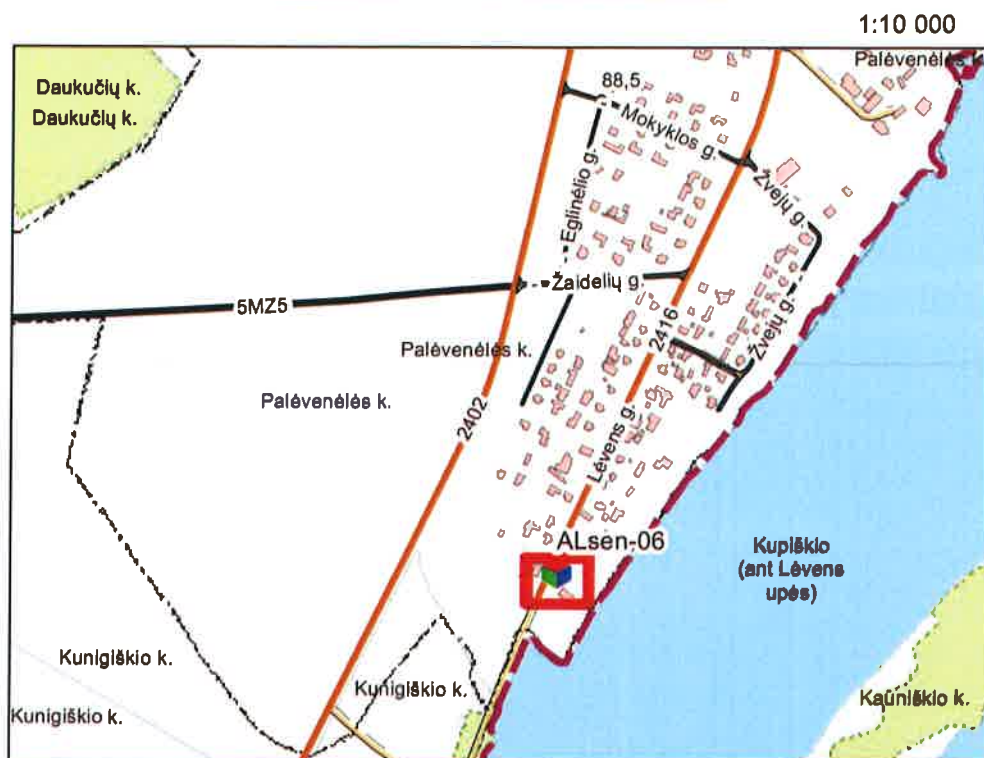 1:10 000
Daukučių k.
Daukučių k.
88,5
Palėvenėlės k.
Mokyklos g.
Žvejų g.
Eglinėlio g.
Žaidelių g.
5MZ5
2416
Žvejų g.
Palėvenėlės k.
Palėvenėlės k.
2402
Lėvens g.
ALsen-06
Kupiškio
(ant Lėvens
upės)
Kunigiškio k.
Kunigiškio k.
Kunigiškio k.
Kaūniškio k.